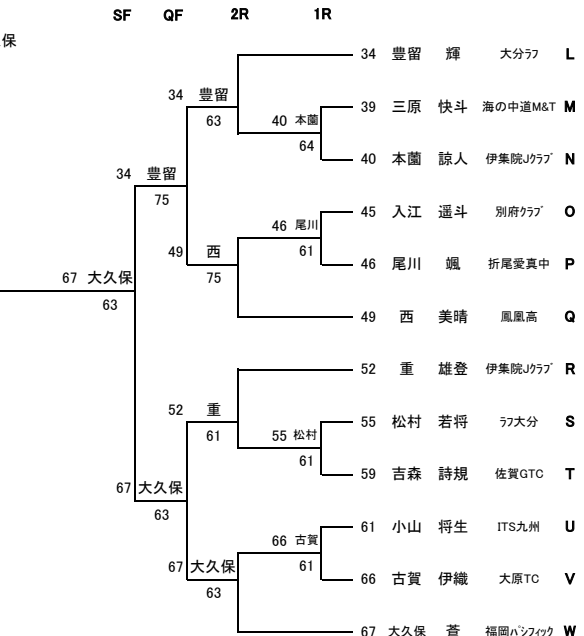 SF QF 2R 1R
保
34 豊留 輝 大分ラフ L
34 豊留
63
39 三原 快斗 海の中道M&T M
40 本薗
64
40 本薗 諒人 伊集院Jクラブ N
34 豊留
75
45 入江 遥斗 別府クラブ O
46 尾川
61
49 西
75
46 尾川 颯 折尾愛真中 P
67 大久保
63
49 西 美晴 鳳凰高 Q
52 重 雄登 伊集院Jクラブ R
52 重
61
55 松村 若将 ラフ大分 S
55 松村
61
59 吉森 詩規 佐賀GTC T
67 大久保
63
61 小山 将生 ITS九州 U
66 古賀
61
67 大久保
63
66 古賀 伊織 大原TC V
67 大久保 蒼 福岡パシフィック W